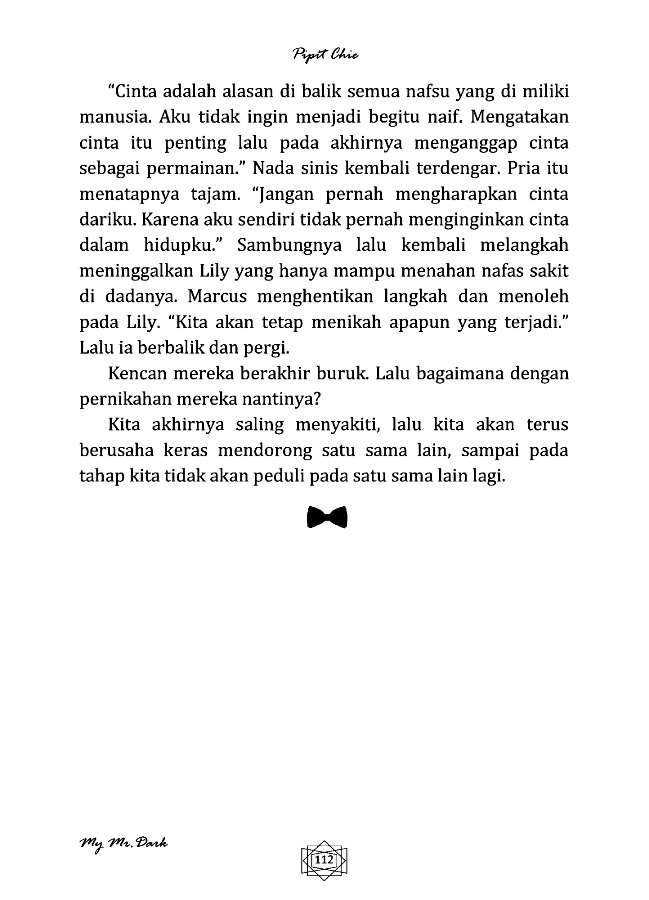 Pipit Chie
“Cinta adalah alasan di balik semua nafsu yang di miliki
manusia. Aku tidak ingin menjadi begitu naif. Mengatakan
cinta itu penting lalu pada akhirnya menganggap cinta
sebagai permainan.” Nada sinis kembali terdengar. Pria itu
menatapnya tajam. “Jangan pernah mengharapkan cinta
dariku. Karena aku sendiri tidak pernah menginginkan cinta
dalam hidupku.” Sambungnya lalu kembali melangkah
meninggalkan Lily yang hanya mampu menahan nafas sakit
di dadanya. Marcus menghentikan langkah dan menoleh
pada Lily. “Kita akan tetap menikah apapun yang terjadi.”
Lalu ia berbalik dan pergi.
Kencan mereka berakhir buruk. Lalu bagaimana dengan
pernikahan mereka nantinya?
Kita akhirnya saling menyakiti, lalu kita akan terus
berusaha keras mendorong satu sama lain, sampai pada
tahap kita tidak akan peduli pada satu sama lain lagi.
My Mr. Dark
112